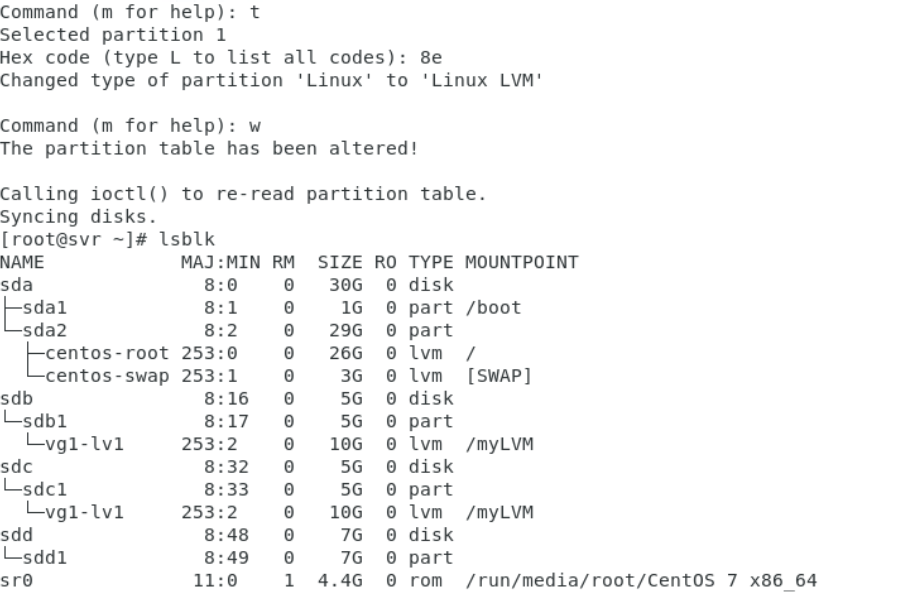 Command (m for help): t
Selected partition 1
Hex code (type L to list all codes): 8e
Changed type of partition 'Linux' to 'Linux LVM'

Command (m for help): w
The partition table has been altered!

Calling ioctl() to re-read partition table.
Syncing disks.
[root@svr ~]# lsblk
NAME            MAJ:MIN RM  SIZE RO TYPE MOUNTPOINT
sda               8:0    0   30G  0 disk
├─sda1            8:1    0    1G  0 part /boot
└─sda2            8:2    0   29G  0 part
  ├─centos-root 253:0    0   26G  0 lvm  /
  └─centos-swap 253:1    0    3G  0 lvm  [SWAP]
sdb               8:16   0    5G  0 disk
└─sdb1            8:17   0    5G  0 part
  └─vg1-lv1     253:2    0   10G  0 lvm  /myLVM
sdc               8:32   0    5G  0 disk
└─sdc1            8:33   0    5G  0 part
  └─vg1-lv1     253:2    0   10G  0 lvm  /myLVM
sdd               8:48   0    7G  0 disk
└─sdd1            8:49   0    7G  0 part
sr0              11:0    1  4.4G  0 rom  /run/media/root/CentOS 7 x86_64